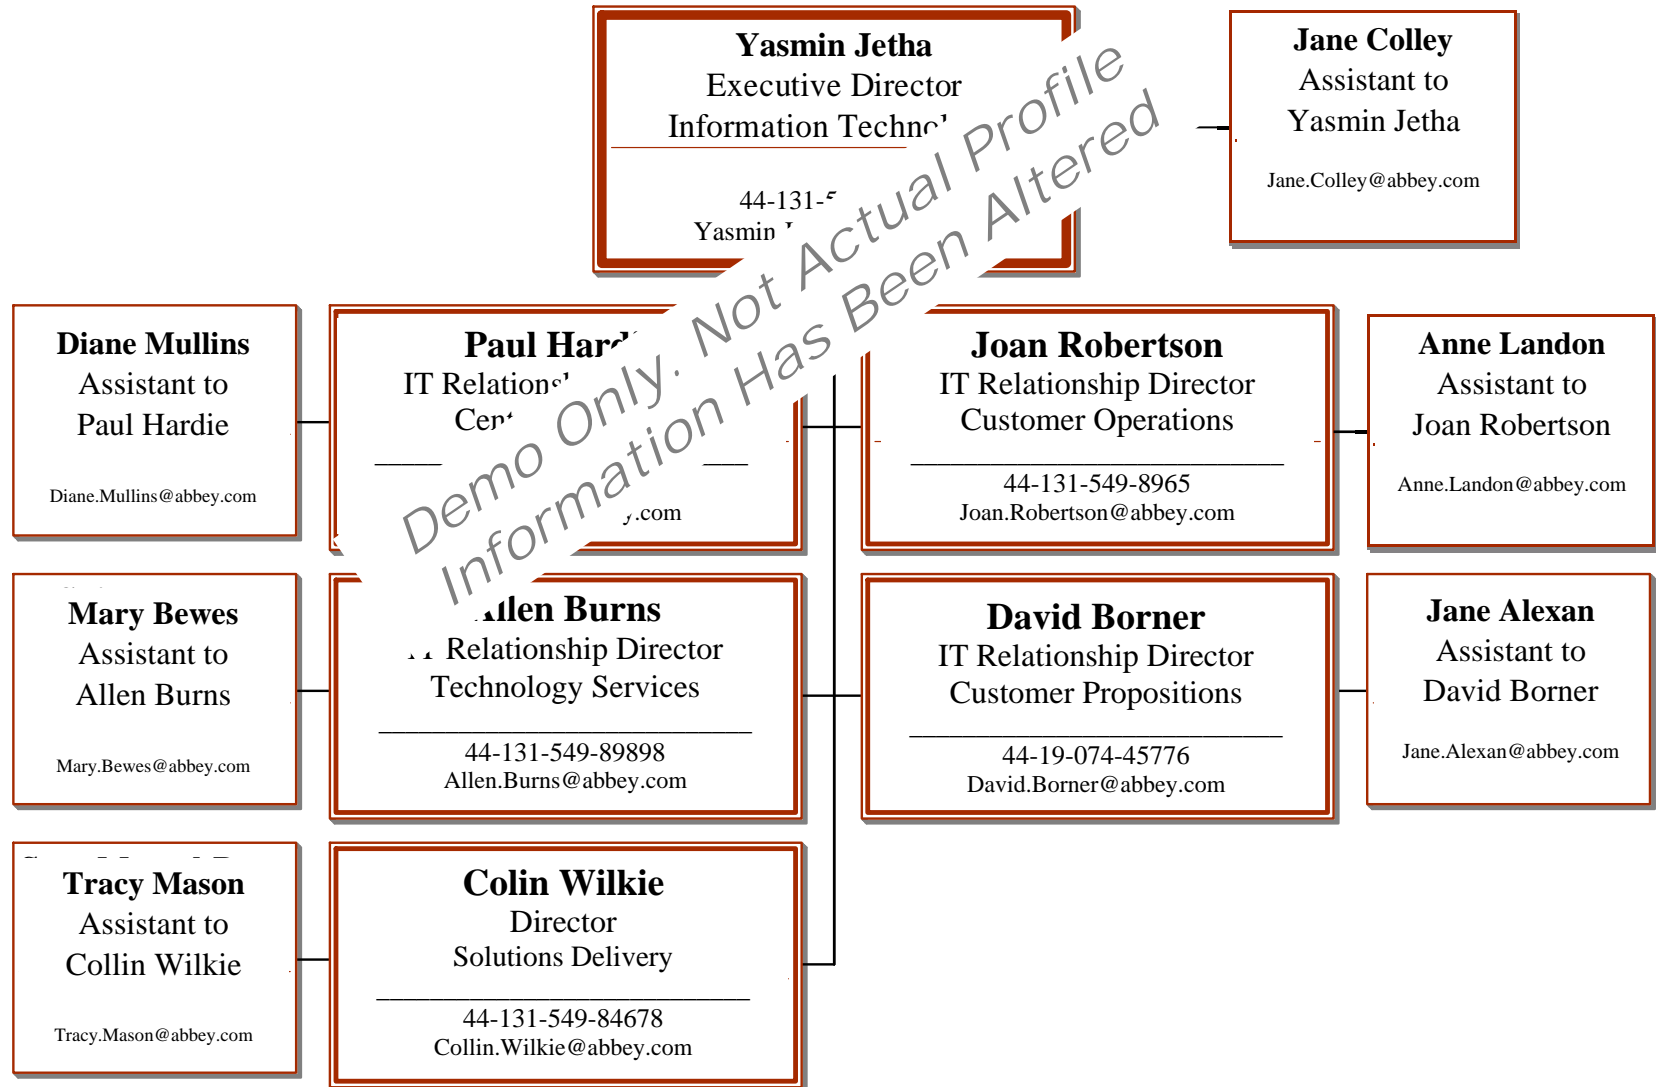 Yasmin Jetha
Executive Director
Information
44-131-
Yasmin
Jane Colley
Assistant to
Yasmin Jetha
Jane.Colley@abbey.com
Demo Only. Not Actual Profile
Information Has Been Altered
Diane Mullins
Assistant to
Paul Hardie
Diane.Mullins@abbey.com
Paul
IT
Joan Robertson
IT Relationship Director
Customer Operations
44-131-549-8965
Joan.Robertson@abbey.com
Anne Landon
Assistant to
Joan Robertson
Anne.Landon@abbey.com
Mary Bewes
Assistant to
Allen Burns
Mary.Bewes@abbey.com
Burns
Relationship Director
Technology Services
44-131-549-89898
Allen.Burns@abbey.com
David Borner
IT Relationship Director
Customer Propositions
44-19-074-45776
David.Borner@abbey.com
Jane Alexan
Assistant to
David Borner
Jane.Alexan@abbey.com
Tracy Mason
Assistant to
Collin Wilkie
Tracy.Mason@abbey.com
Colin Wilkie
Director
Solutions Delivery
44-131-549-84678
Collin.Wilkie@abbey.com